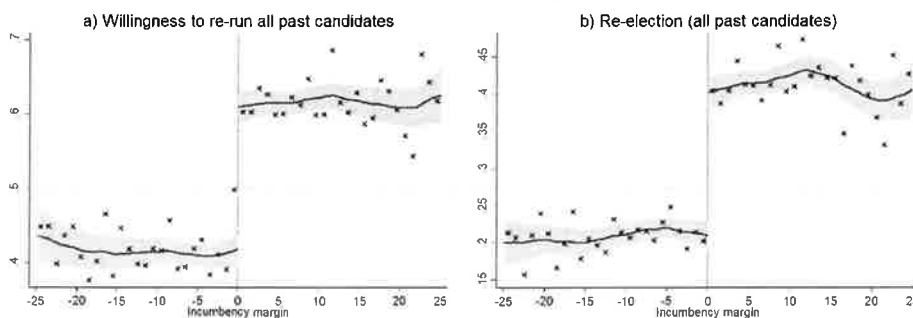 a) Willingness to re-run all past candidates
b) Re-election (all past candidates)
.7
.6
.5
.4
-25 -20 -15 -10 -5 0 5 10 15 20 25
Incumbency margin
.45
.4
.35
.3
.25
.2
.15
-25 -20 -15 -10 -5 0 5 10 15 20
Incumbency margin